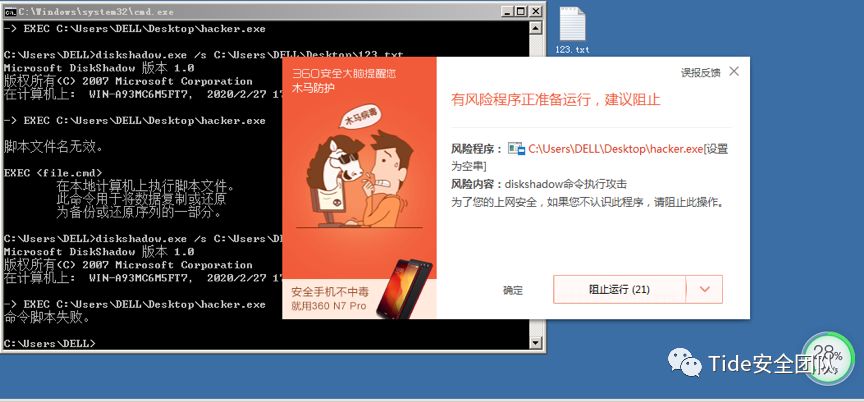 C:\Windows\system32\cmd.exe
-> EXEC C:\Users\DELL\Desktop\hacker.exe
C:\Users\DELL>diskshadow.exe /s C:\Users\DELL\Desktop\123.txt
Microsoft DiskShadow 版本 1.0
版权所有(C) 2007 Microsoft Corporation
在计算机上: WIN-A93MC6M5FT7, 2020/2/27 17
-> EXEC C:\Users\DELL\Desktop\hacker.exe
脚本文件名无效。
EXEC <file.cmd>
在本地计算机上执行脚本文件。
此命令用于将数据复制或还原
为备份或还原序列的一部分。
C:\Users\DELL>diskshadow.exe /s C:\Users\DELL\D
Microsoft DiskShadow 版本 1.0
版权所有(C) 2007 Microsoft Corporation
在计算机上: WIN-A93MC6M5FT7, 2020/2/27 17
-> EXEC C:\Users\DELL\Desktop\hacker.exe
命令脚本失败。
C:\Users\DELL>
123.txt
360安全大脑提醒您
木马防护
木马病毒
安全手机不中毒
就用360 N7 Pro
误报反馈
有风险程序正准备运行，建议阻止
风险程序： C:\Users\DELL\Desktop\hacker.exe[设置
为空串]
风险内容：diskshadow命令执行攻击
为了您的上网安全，如果您不认识此程序，请阻止此操作。
确定
阻止运行 (21)
28%
Tide安全团队